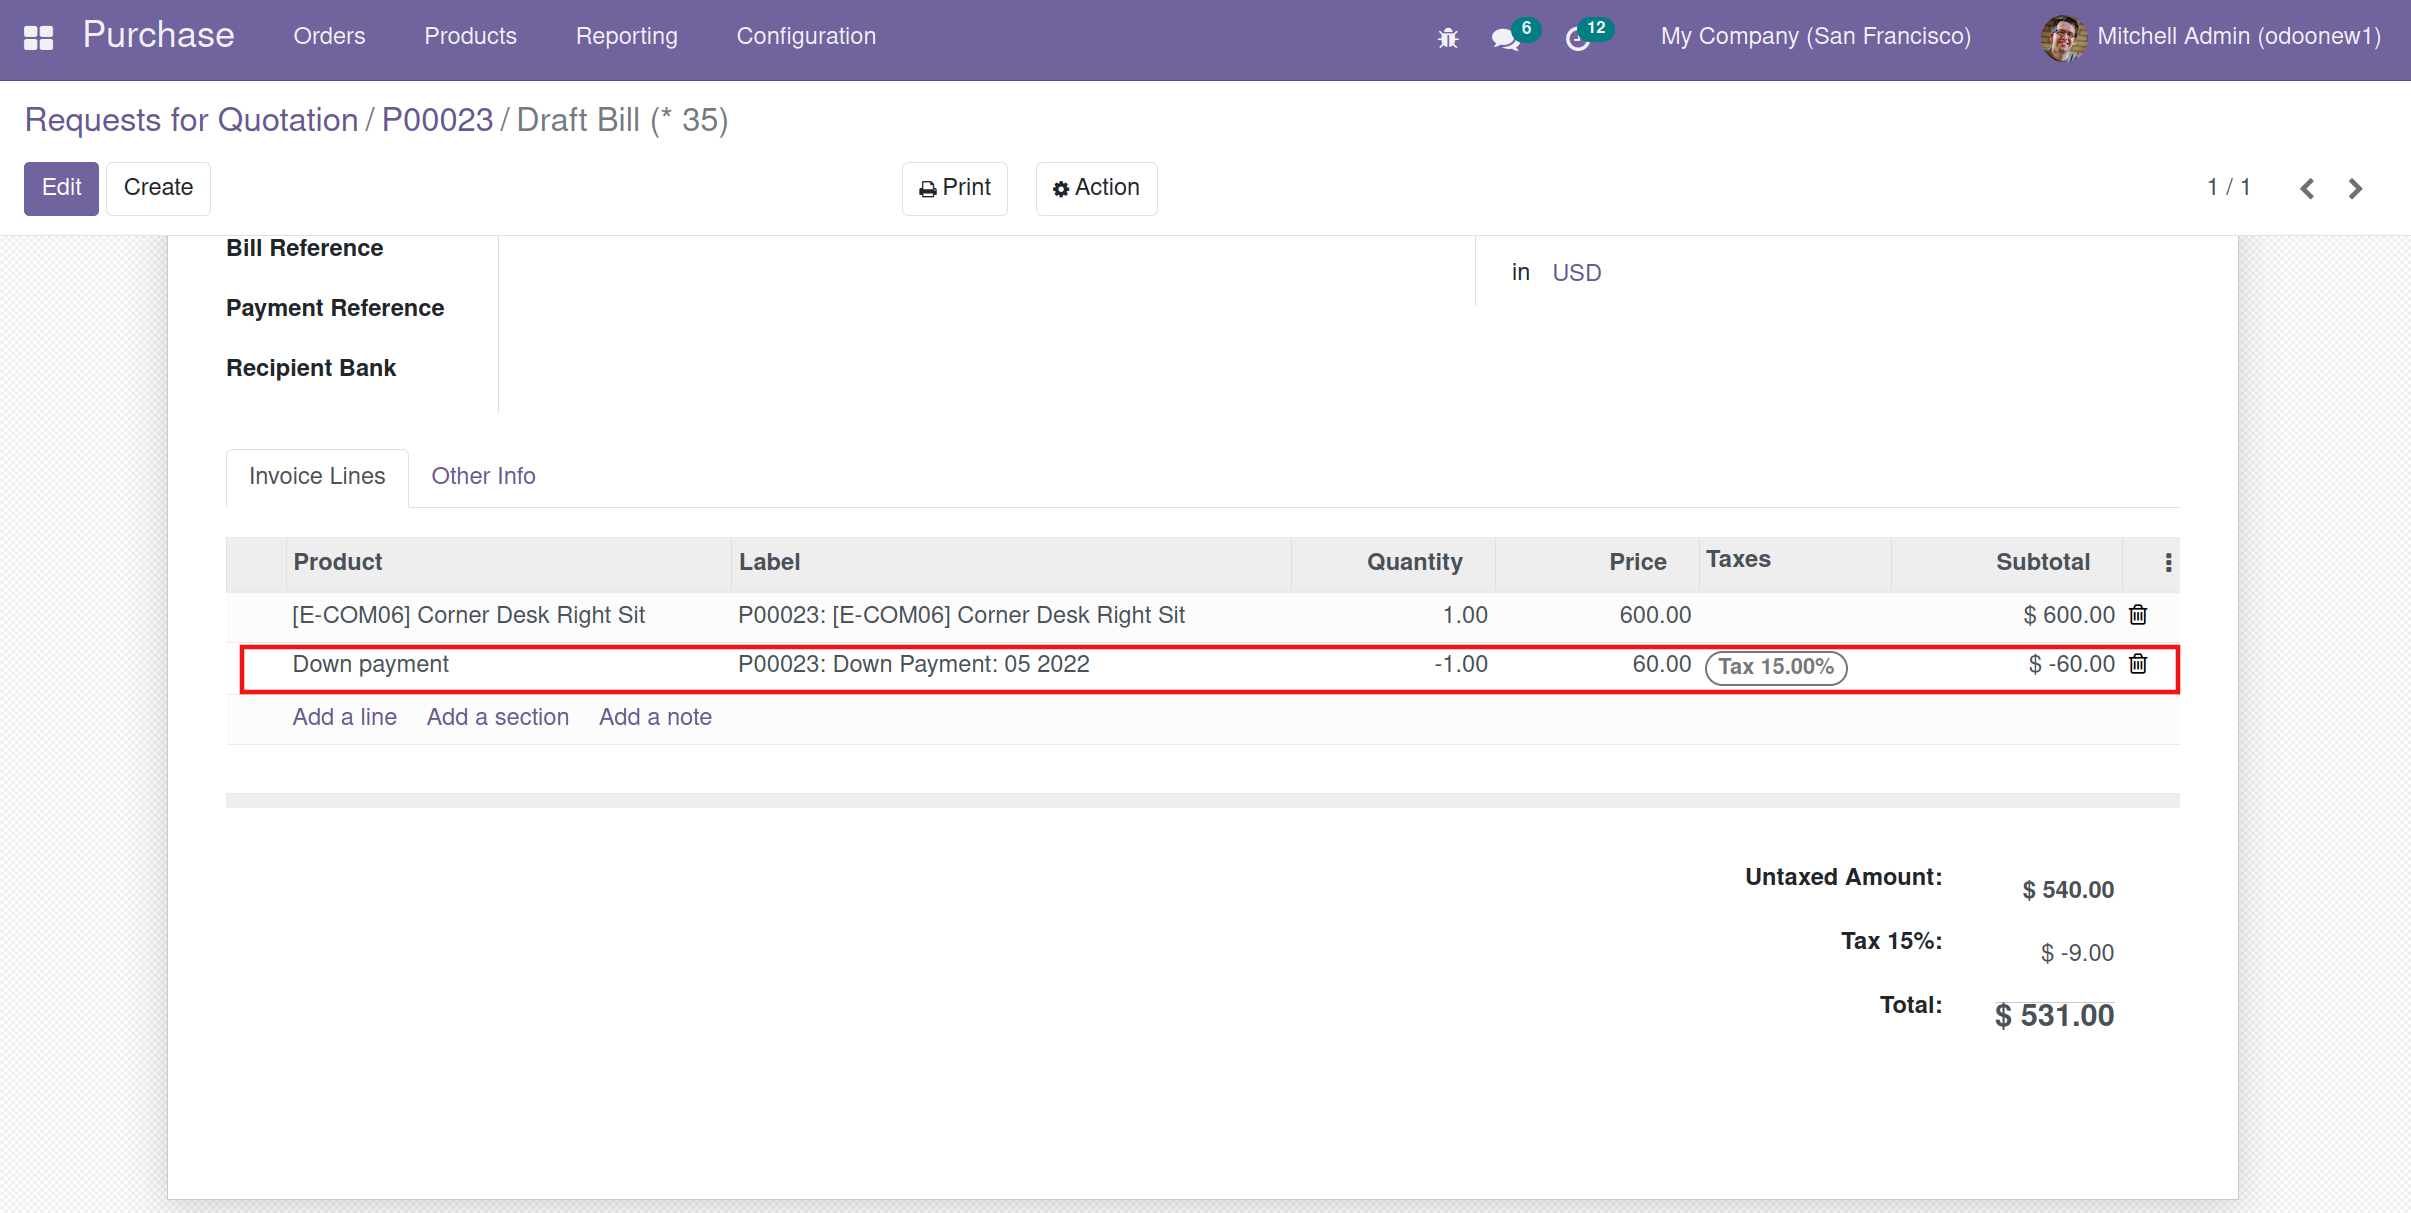 Purchase Orders Products Reporting Configuration 6 12 My Company (San Francisco) Mitchell Admin (odoonew1)
Requests for Quotation / P00023 / Draft Bill (* 35)
Edit Create Print Action 1 / 1
Bill Reference
in USD
Payment Reference
Recipient Bank
Invoice Lines Other Info
Product Label Quantity Price Taxes Subtotal
[E-COM06] Corner Desk Right Sit P00023: [E-COM06] Corner Desk Right Sit 1.00 600.00 $ 600.00
Down payment P00023: Down Payment: 05 2022 -1.00 60.00 Tax 15.00% $ -60.00
Add a line Add a section Add a note
Untaxed Amount: $ 540.00
Tax 15%: $ -9.00
Total: $ 531.00